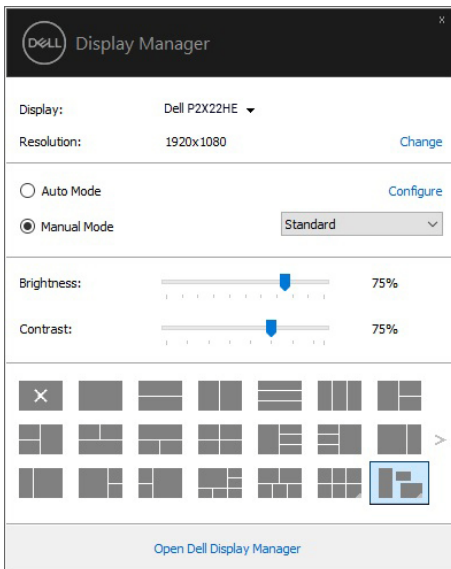 x
DELL Display Manager
Display: Dell P2X22HE
Resolution: 1920x1080 Change
Auto Mode Configure
Manual Mode Standard
Brightness: 75%
Contrast: 75%
Open Dell Display Manager